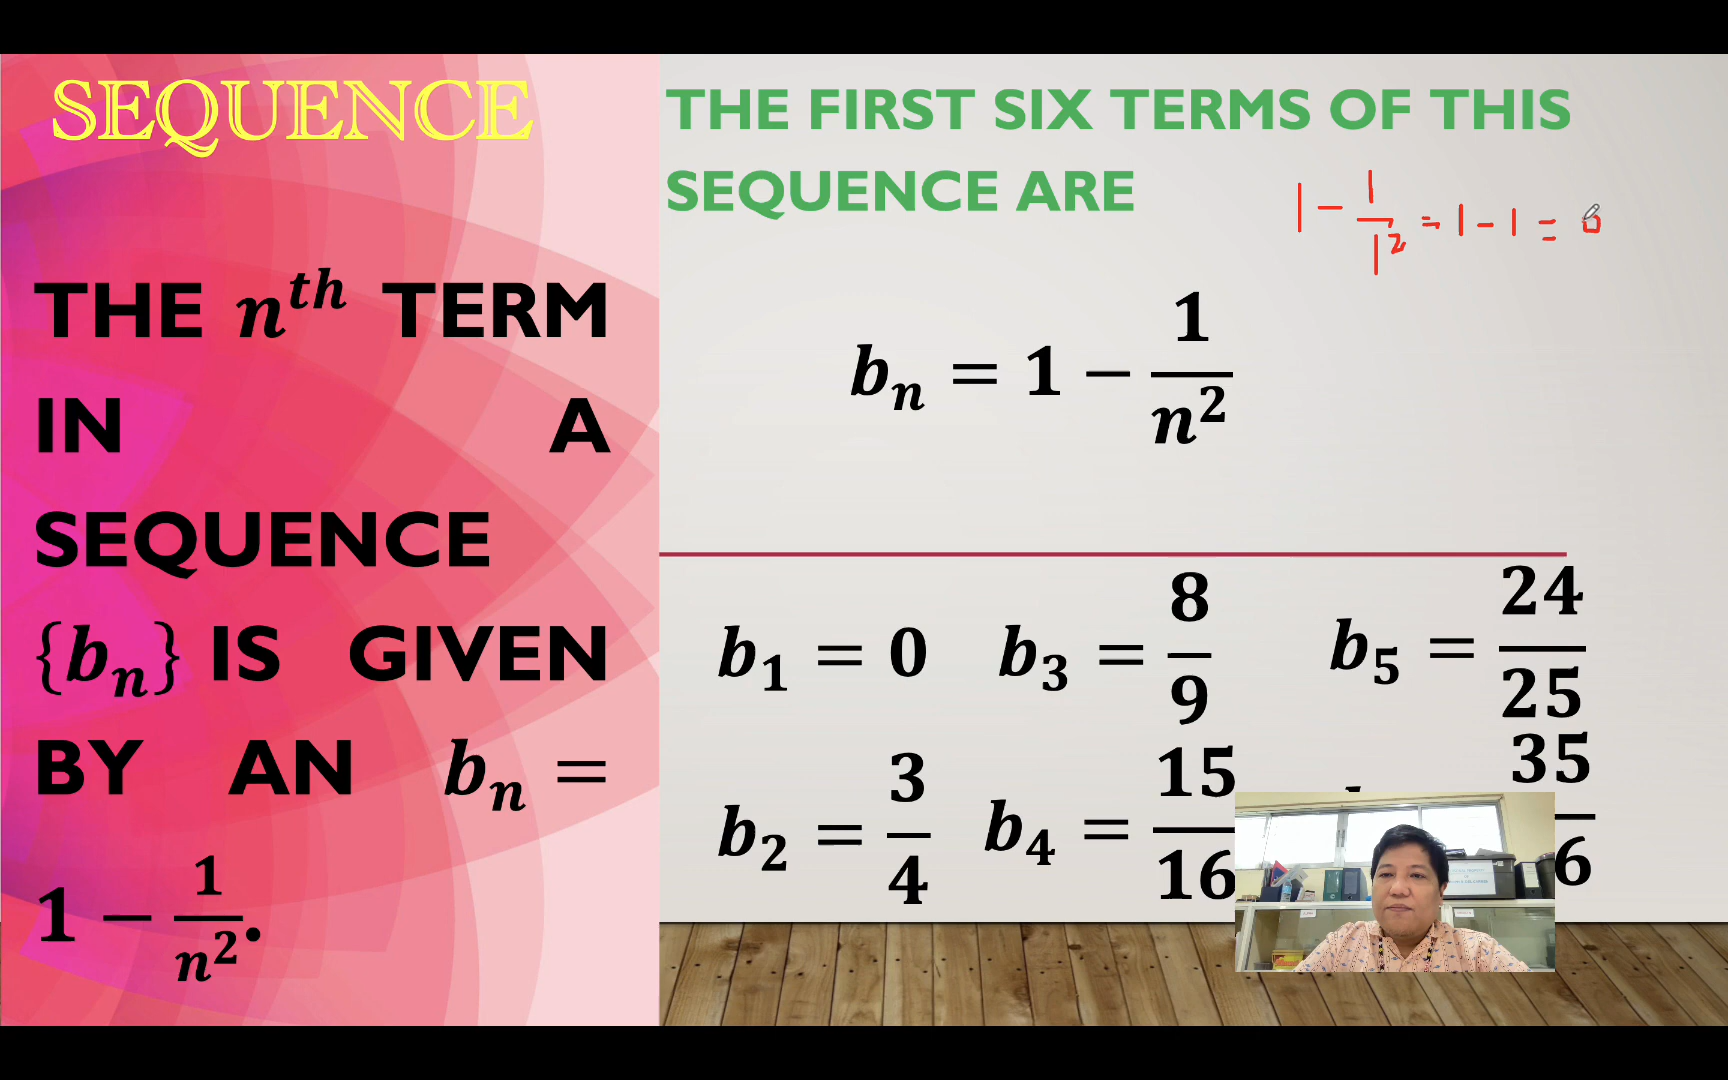 SEQUENCE
THE nᵗʰ TERM
IN A
SEQUENCE
{bₙ} IS GIVEN
BY AN bₙ =
1 − 1/n².
THE FIRST SIX TERMS OF THIS
SEQUENCE ARE
1 - 1/1² = 1 - 1 = 0
bₙ = 1 − 1/n²
b₁ = 0 b₃ = 8/9 b₅ = 24/25
b₂ = 3/4 b₄ = 15/16 35/6